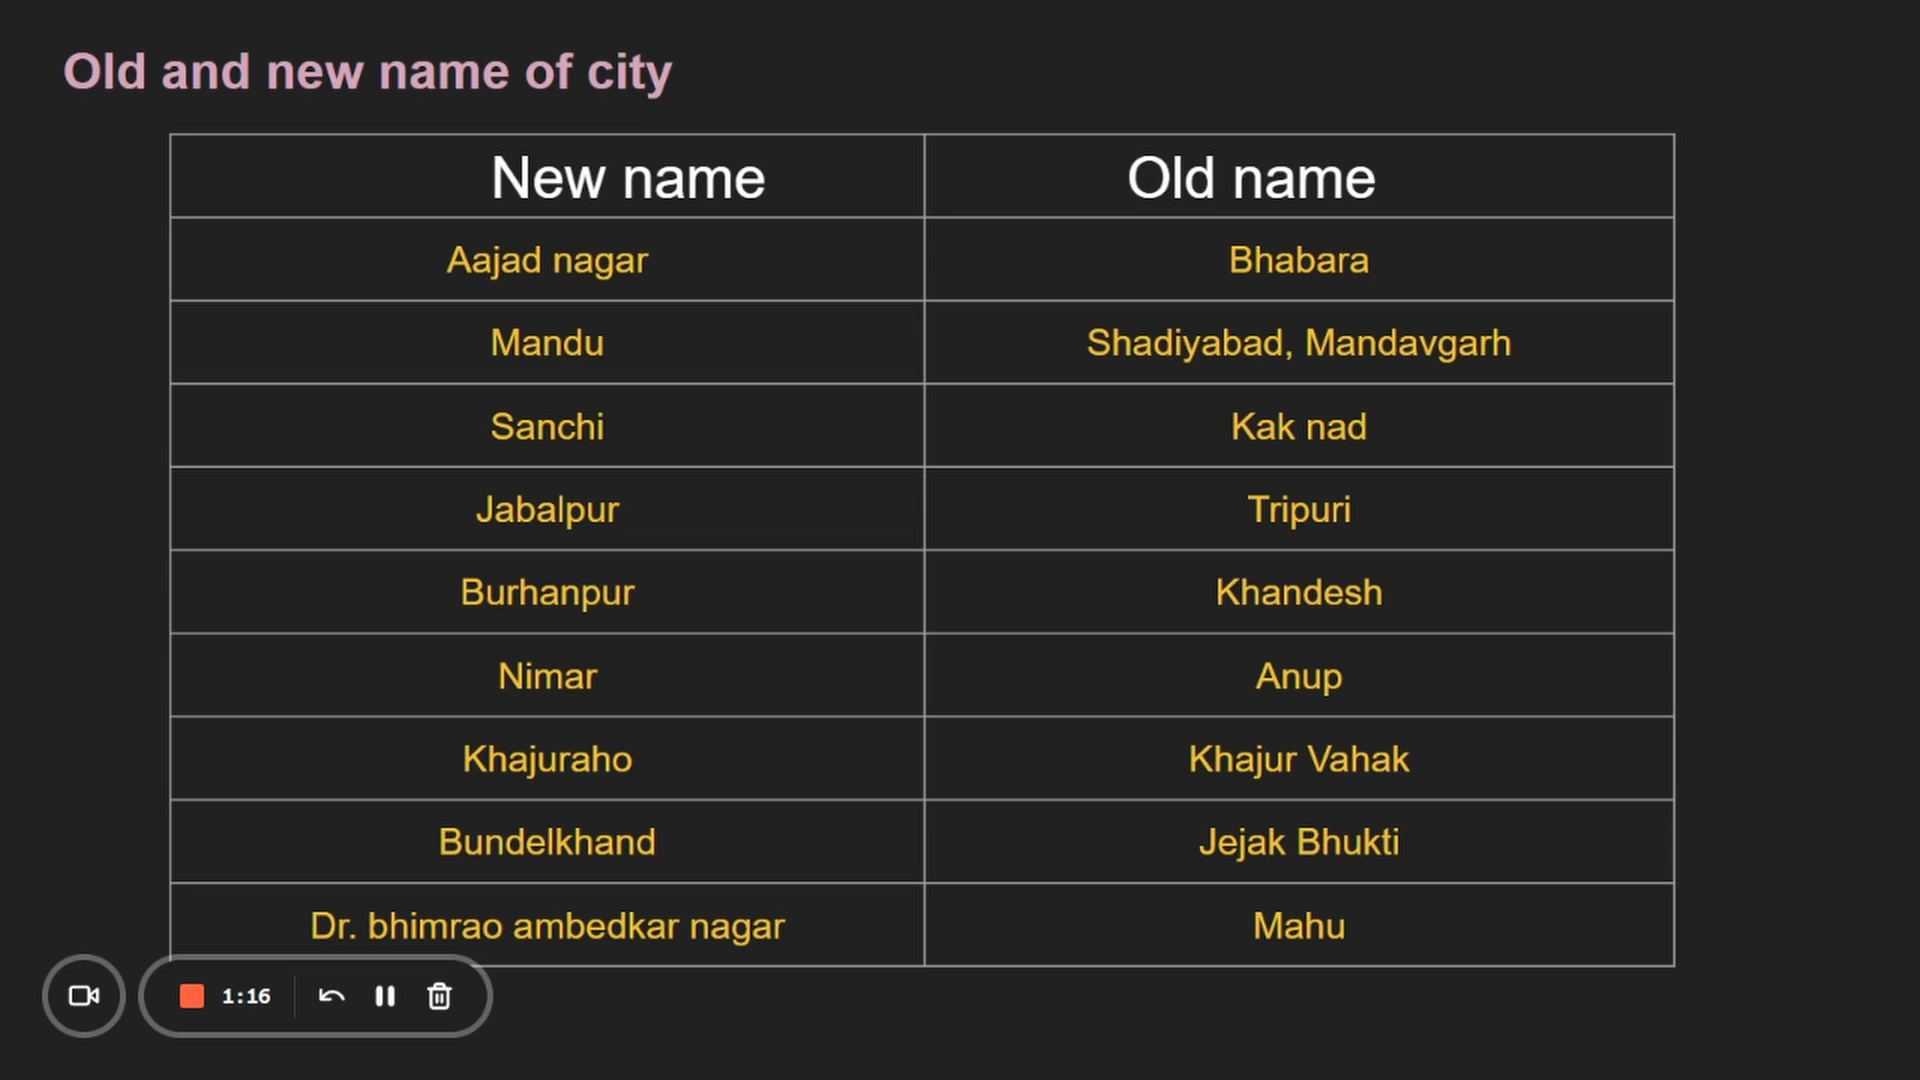 Old and new name of city
New name Old name
Aajad nagar Bhabara
Mandu Shadiyabad, Mandavgarh
Sanchi Kak nad
Jabalpur Tripuri
Burhanpur Khandesh
Nimar Anup
Khajuraho Khajur Vahak
Bundelkhand Jejak Bhukti
Dr. bhimrao ambedkar nagar Mahu
1:16